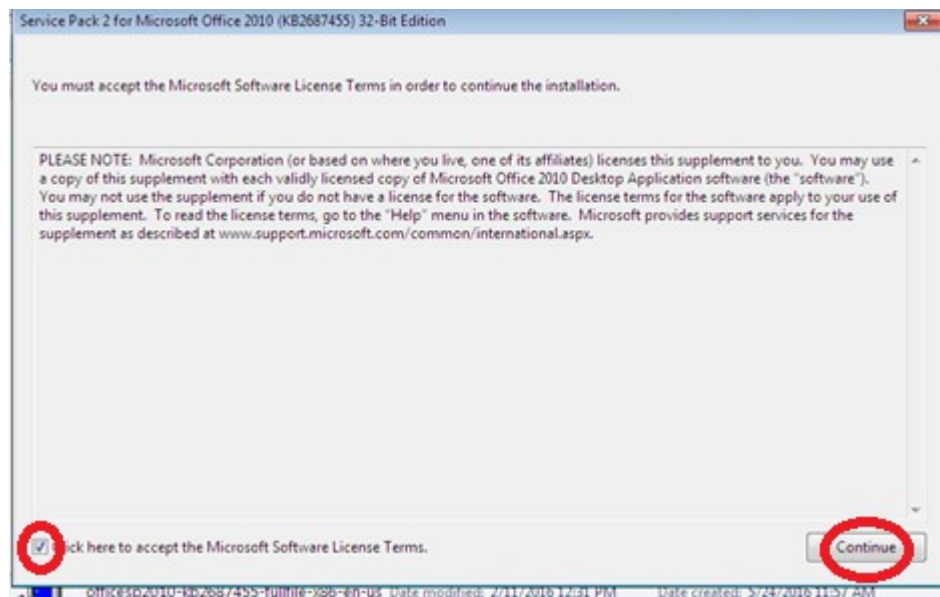 Service Pack 2 for Microsoft Office 2010 (KB2687455) 32-Bit Edition
You must accept the Microsoft Software License Terms in order to continue the installation.
PLEASE NOTE: Microsoft Corporation (or based on where you live, one of its affiliates) licenses this supplement to you. You may use
a copy of this supplement with each validly licensed copy of Microsoft Office 2010 Desktop Application software (the "software").
You may not use the supplement if you do not have a license for the software. The license terms for the software apply to your use of
this supplement. To read the license terms, go to the "Help" menu in the software. Microsoft provides support services for the
supplement as described at www.support.microsoft.com/common/international.aspx.
Click here to accept the Microsoft Software License Terms.
Continue
officesp2010-kb2687455-fullfile-x86-en-us Date modified: 2/11/2016 12:31 PM Date created: 5/24/2016 11:57 AM